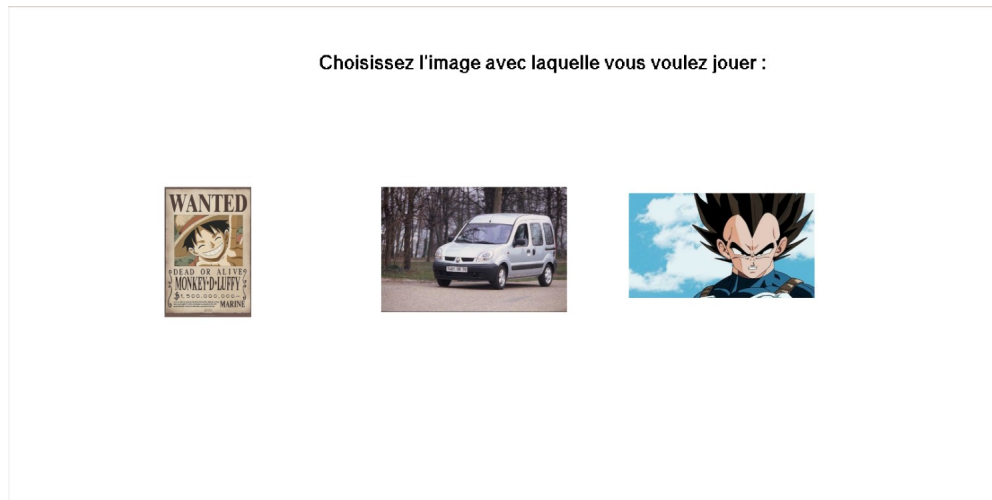 Choisissez l'image avec laquelle vous voulez jouer :
WANTED
DEAD OR ALIVE
MONKEY·D·LUFFY
MARINE